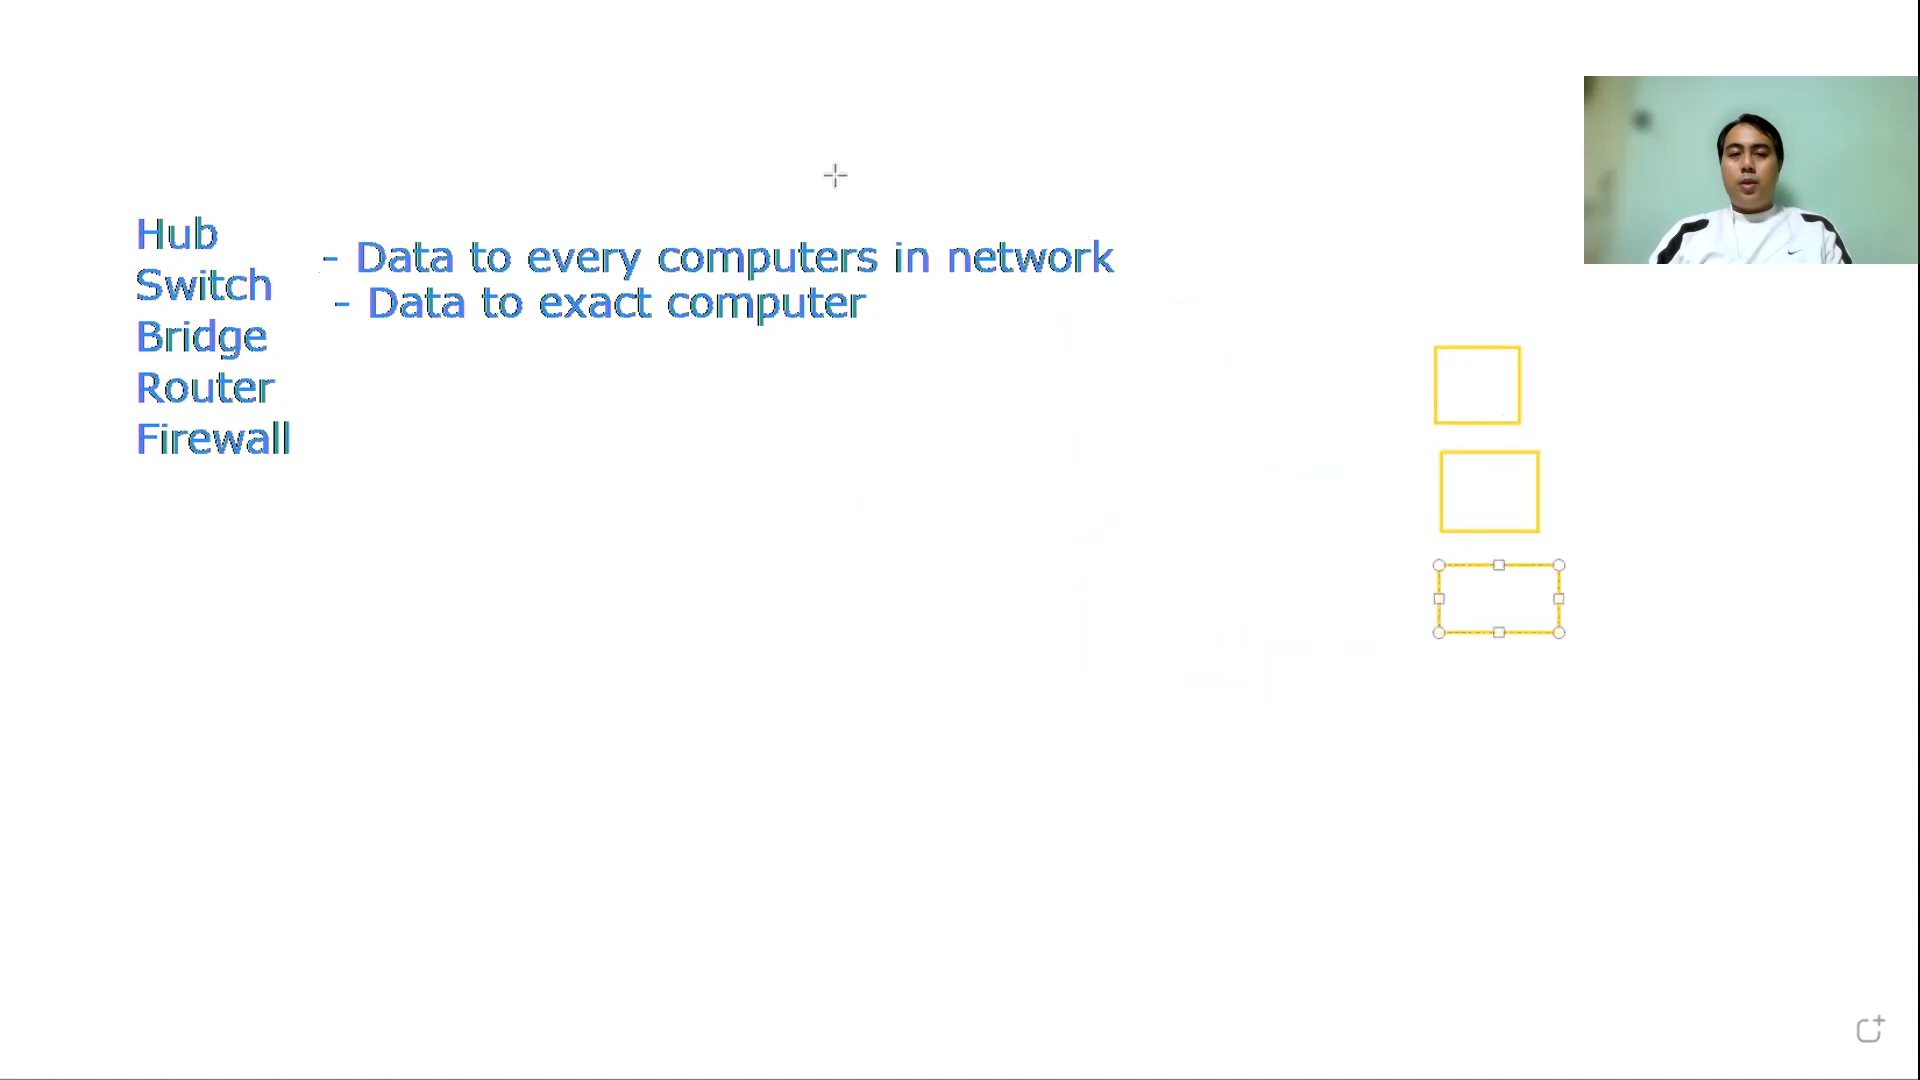 Hub
- Data to every computers in network
Switch
- Data to exact computer
Bridge
Router
Firewall